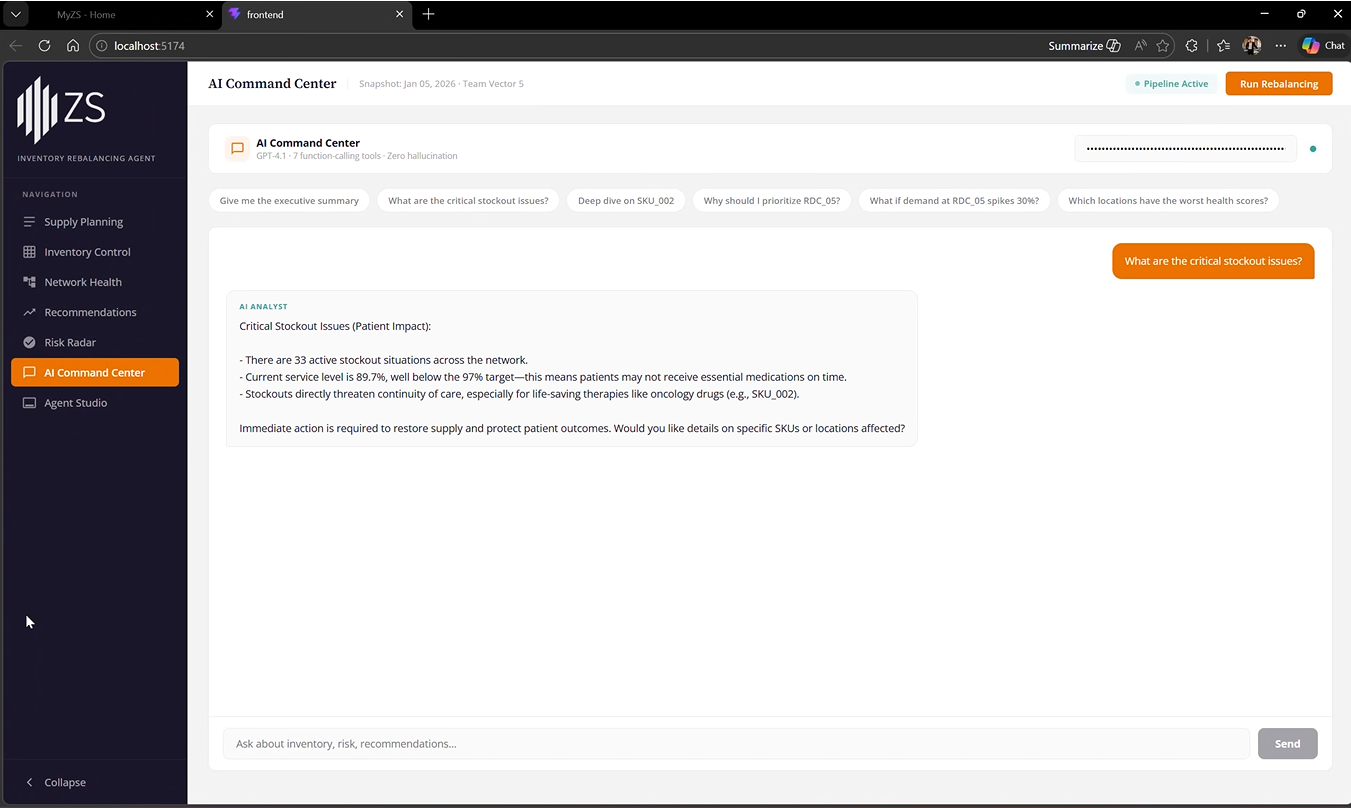 MyZS - Home
frontend
localhost:5174
Summarize
Chat
ZS
INVENTORY REBALANCING AGENT
NAVIGATION
Supply Planning
Inventory Control
Network Health
Recommendations
Risk Radar
AI Command Center
Agent Studio
Collapse
AI Command Center
Snapshot: Jan 05, 2026 · Team Vector 5
Pipeline Active
Run Rebalancing
AI Command Center
GPT-4.1 · 7 function-calling tools · Zero hallucination
Give me the executive summary
What are the critical stockout issues?
Deep dive on SKU_002
Why should I prioritize RDC_05?
What if demand at RDC_05 spikes 30%?
Which locations have the worst health scores?
What are the critical stockout issues?
AI ANALYST
Critical Stockout Issues (Patient Impact):
- There are 33 active stockout situations across the network.
- Current service level is 89.7%, well below the 97% target—this means patients may not receive essential medications on time.
- Stockouts directly threaten continuity of care, especially for life-saving therapies like oncology drugs (e.g., SKU_002).
Immediate action is required to restore supply and protect patient outcomes. Would you like details on specific SKUs or locations affected?
Ask about inventory, risk, recommendations...
Send